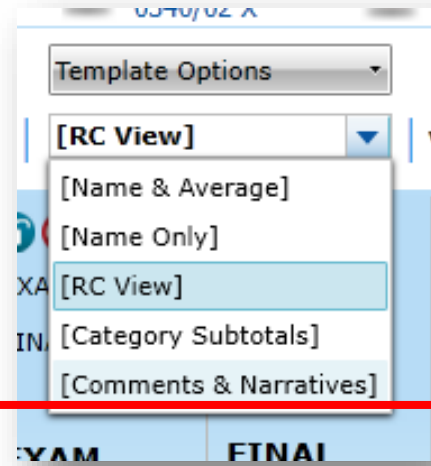 Template Options
[RC View]
[Name & Average]
[Name Only]
[RC View]
[Category Subtotals]
[Comments & Narratives]
FINAL